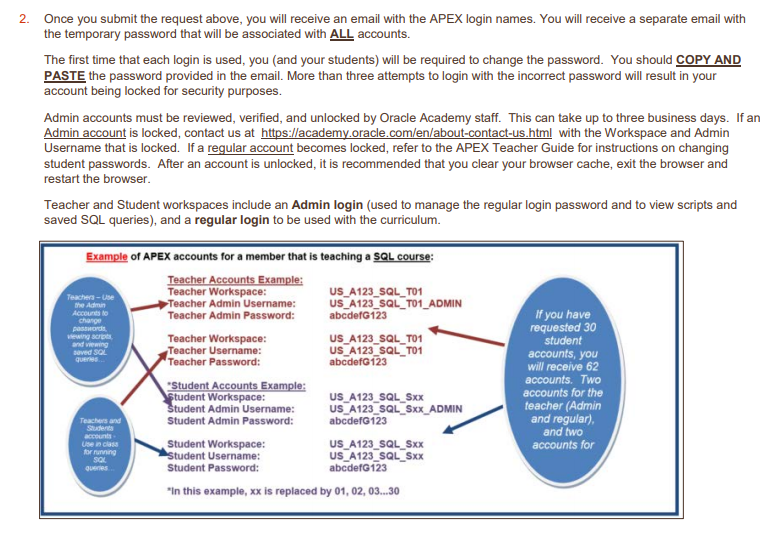 2. Once you submit the request above, you will receive an email with the APEX login names. You will receive a separate email with
the temporary password that will be associated with ALL accounts.
The first time that each login is used, you (and your students) will be required to change the password. You should COPY AND
PASTE the password provided in the email. More than three attempts to login with the incorrect password will result in your
account being locked for security purposes.
Admin accounts must be reviewed, verified, and unlocked by Oracle Academy staff. This can take up to three business days. If an
Admin account is locked, contact us at https://academy.oracle.com/en/about-contact-us.html with the Workspace and Admin
Username that is locked. If a regular account becomes locked, refer to the APEX Teacher Guide for instructions on changing
student passwords. After an account is unlocked, it is recommended that you clear your browser cache, exit the browser and
restart the browser.
Teacher and Student workspaces include an Admin login (used to manage the regular login password and to view scripts and
saved SQL queries), and a regular login to be used with the curriculum.
Example of APEX accounts for a member that is teaching a SQL course:
Teachers – Use
the Admin
Accounts to
change
passwords,
viewing scripts,
and viewing
saved SQL
queries...
Teachers and
Students
accounts -
Use in class
for running
SQL
queries...
Teacher Accounts Example:
Teacher Workspace: US_A123_SQL_T01
Teacher Admin Username: US_A123_SQL_T01_ADMIN
Teacher Admin Password: abcdefG123
Teacher Workspace: US_A123_SQL_T01
Teacher Username: US_A123_SQL_T01
Teacher Password: abcdefG123
*Student Accounts Example:
Student Workspace: US_A123_SQL_Sxx
Student Admin Username: US_A123_SQL_Sxx_ADMIN
Student Admin Password: abcdefG123
Student Workspace: US_A123_SQL_Sxx
Student Username: US_A123_SQL_Sxx
Student Password: abcdefG123
*In this example, xx is replaced by 01, 02, 03...30
If you have
requested 30
student
accounts, you
will receive 62
accounts. Two
accounts for the
teacher (Admin
and regular),
and two
accounts for